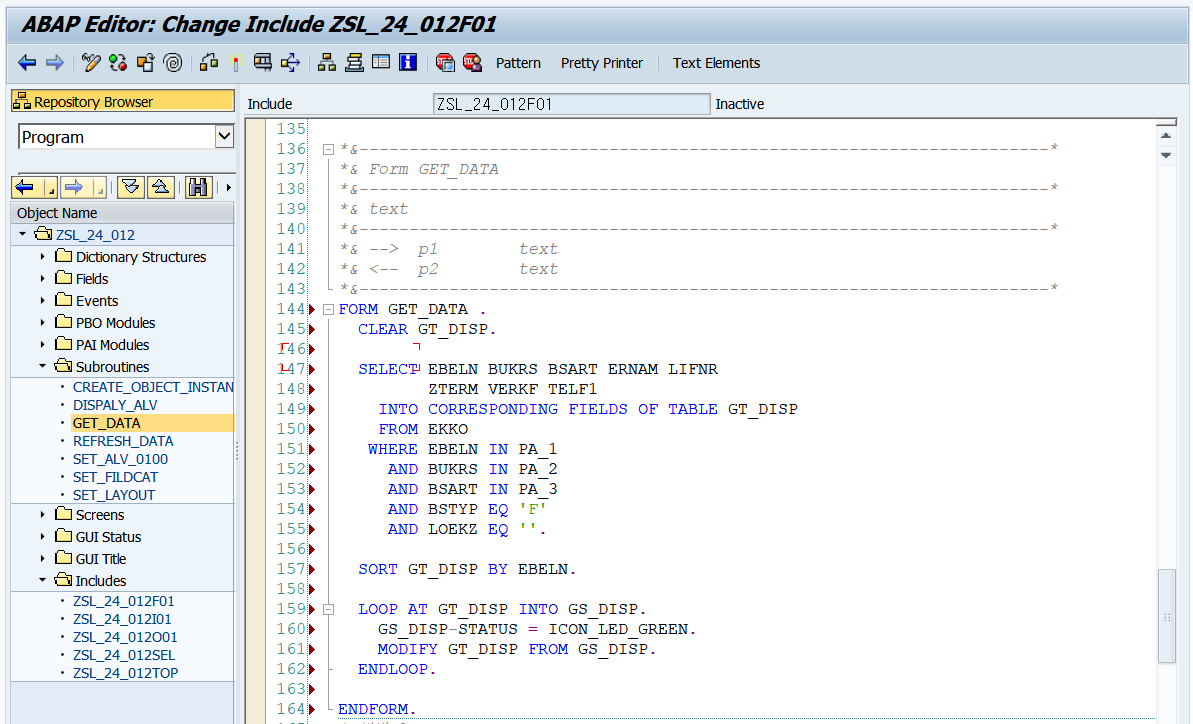 ABAP Editor: Change Include ZSL_24_012F01
Pattern Pretty Printer Text Elements
Repository Browser
Program
Object Name
ZSL_24_012
Dictionary Structures
Fields
Events
PBO Modules
PAI Modules
Subroutines
CREATE_OBJECT_INSTAN
DISPALY_ALV
GET_DATA
REFRESH_DATA
SET_ALV_0100
SET_FILDCAT
SET_LAYOUT
Screens
GUI Status
GUI Title
Includes
ZSL_24_012F01
ZSL_24_012I01
ZSL_24_012O01
ZSL_24_012SEL
ZSL_24_012TOP
Include ZSL_24_012F01 Inactive
135
136 *&---------------------------------------------------------------------*
137 *& Form GET_DATA
138 *&---------------------------------------------------------------------*
139 *& text
140 *&---------------------------------------------------------------------*
141 *& --> p1 text
142 *& <-- p2 text
143 *&---------------------------------------------------------------------*
144 FORM GET_DATA .
145 CLEAR GT_DISP.
146
147 SELECT EBELN BUKRS BSART ERNAM LIFNR
148 ZTERM VERKF TELF1
149 INTO CORRESPONDING FIELDS OF TABLE GT_DISP
150 FROM EKKO
151 WHERE EBELN IN PA_1
152 AND BUKRS IN PA_2
153 AND BSART IN PA_3
154 AND BSTYP EQ 'F'
155 AND LOEKZ EQ ''.
156
157 SORT GT_DISP BY EBELN.
158
159 LOOP AT GT_DISP INTO GS_DISP.
160 GS_DISP-STATUS = ICON_LED_GREEN.
161 MODIFY GT_DISP FROM GS_DISP.
162 ENDLOOP.
163
164 ENDFORM.